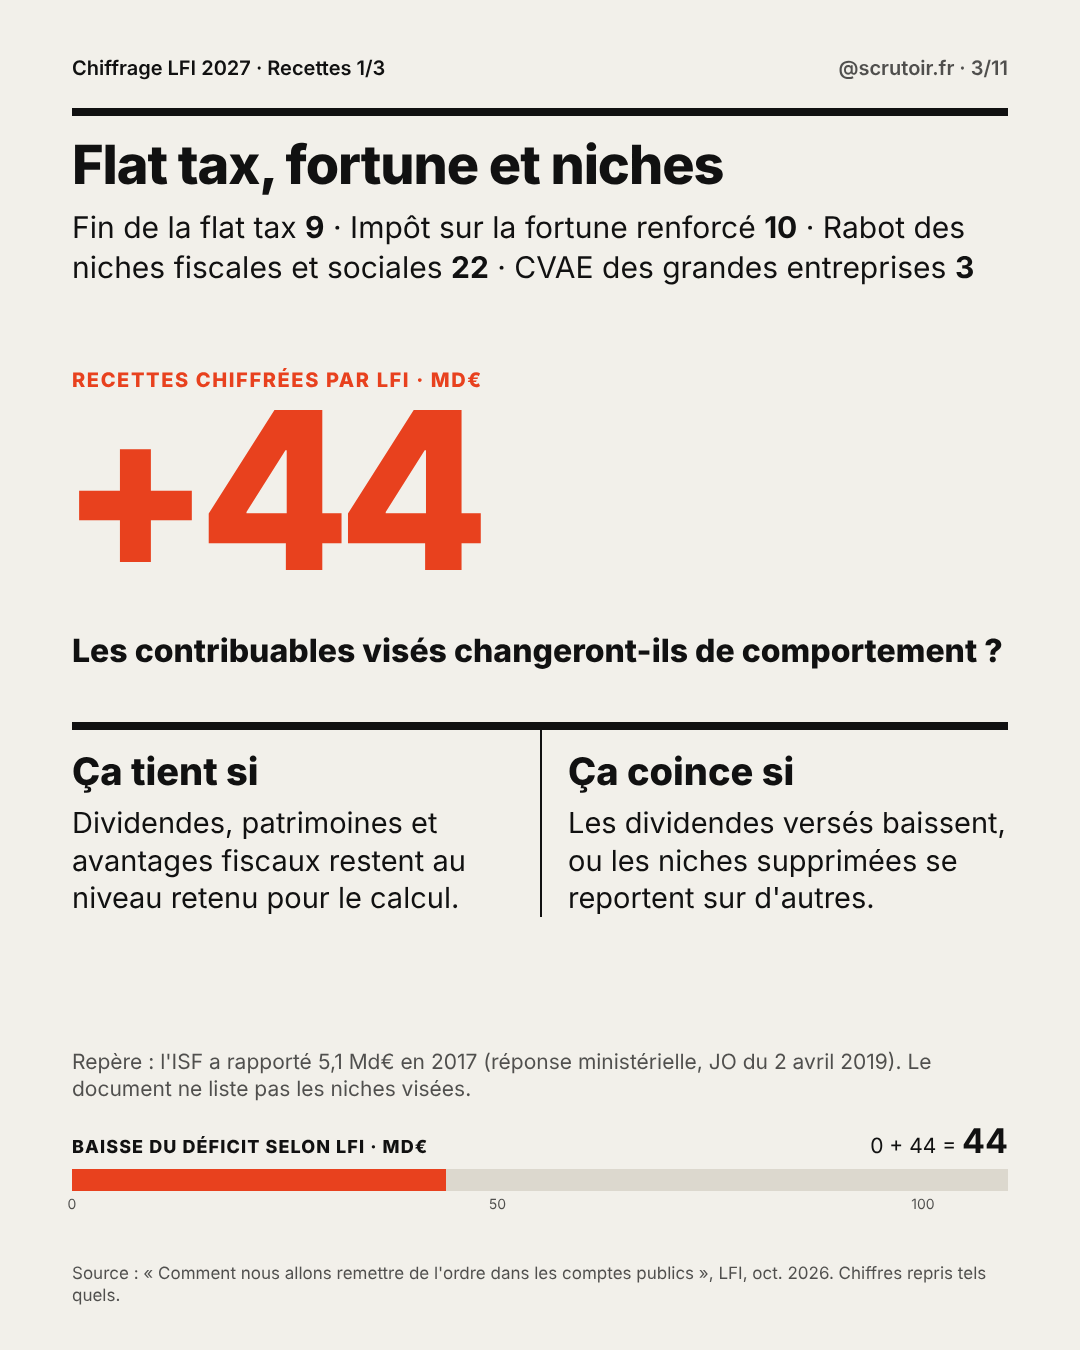 Chiffrage LFI 2027 · Recettes 1/3
@scrutoir.fr · 3/11
Flat tax, fortune et niches
Fin de la flat tax 9 · Impôt sur la fortune renforcé 10 · Rabot des
niches fiscales et sociales 22 · CVAE des grandes entreprises 3
RECETTES CHIFFRÉES PAR LFI · MD€
+44
Les contribuables visés changeront-ils de comportement ?
Ça tient si
Dividendes, patrimoines et
avantages fiscaux restent au
niveau retenu pour le calcul.
Ça coince si
Les dividendes versés baissent,
ou les niches supprimées se
reportent sur d'autres.
Repère : l'ISF a rapporté 5,1 Md€ en 2017 (réponse ministérielle, JO du 2 avril 2019). Le
document ne liste pas les niches visées.
BAISSE DU DÉFICIT SELON LFI · MD€
0 + 44 = 44
0
50
100
Source : « Comment nous allons remettre de l'ordre dans les comptes publics », LFI, oct. 2026. Chiffres repris tels
quels.